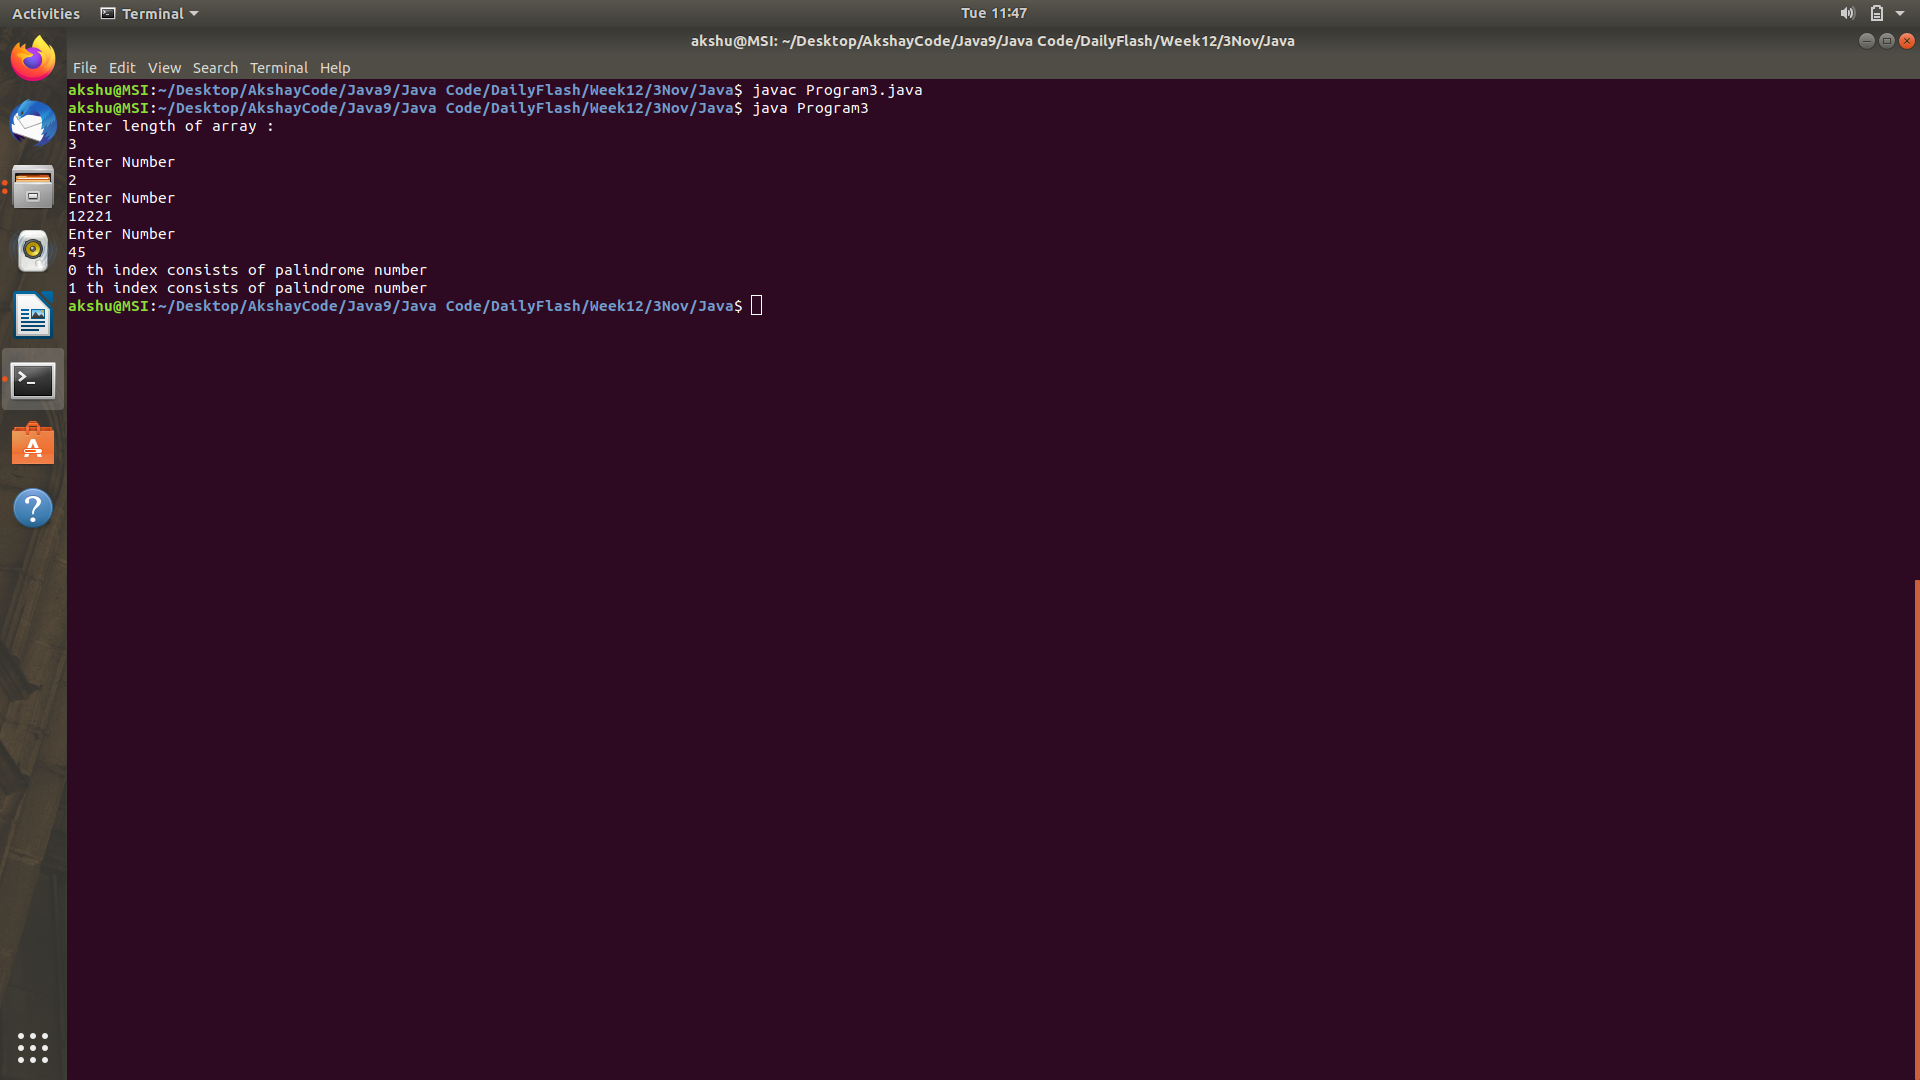 Activities Terminal Tue 11:47
akshu@MSI: ~/Desktop/AkshayCode/Java9/Java Code/DailyFlash/Week12/3Nov/Java
File Edit View Search Terminal Help
akshu@MSI:~/Desktop/AkshayCode/Java9/Java Code/DailyFlash/Week12/3Nov/Java$ javac Program3.java
akshu@MSI:~/Desktop/AkshayCode/Java9/Java Code/DailyFlash/Week12/3Nov/Java$ java Program3
Enter length of array :
3
Enter Number
2
Enter Number
12221
Enter Number
45
0 th index consists of palindrome number
1 th index consists of palindrome number
akshu@MSI:~/Desktop/AkshayCode/Java9/Java Code/DailyFlash/Week12/3Nov/Java$